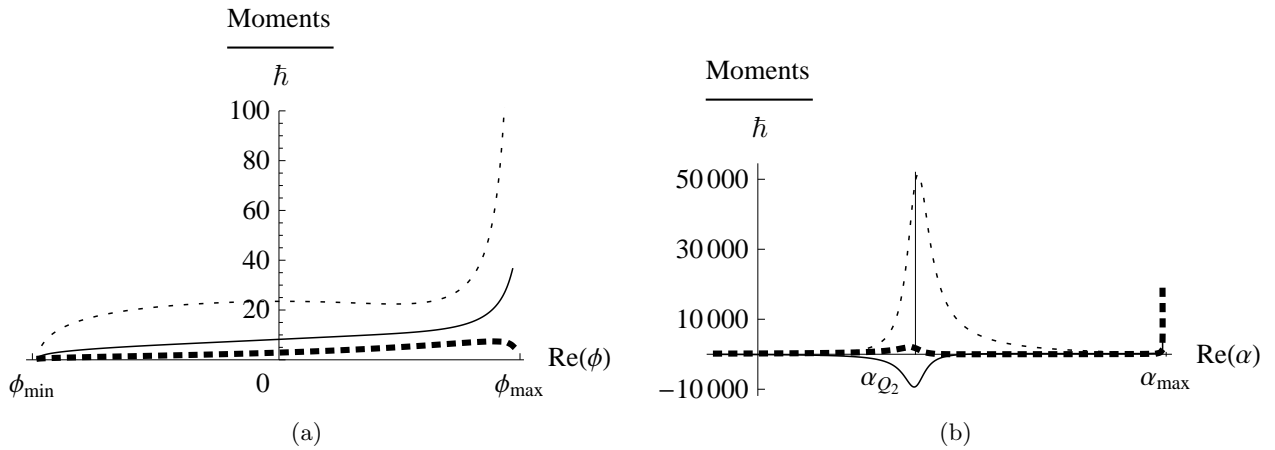 Moments
ħ
100
80
60
40
20
0
ϕmin
ϕmax
Re(ϕ)
(a)
Moments
ħ
50 000
30 000
10 000
−10 000
αQ2
αmax
Re(α)
(b)